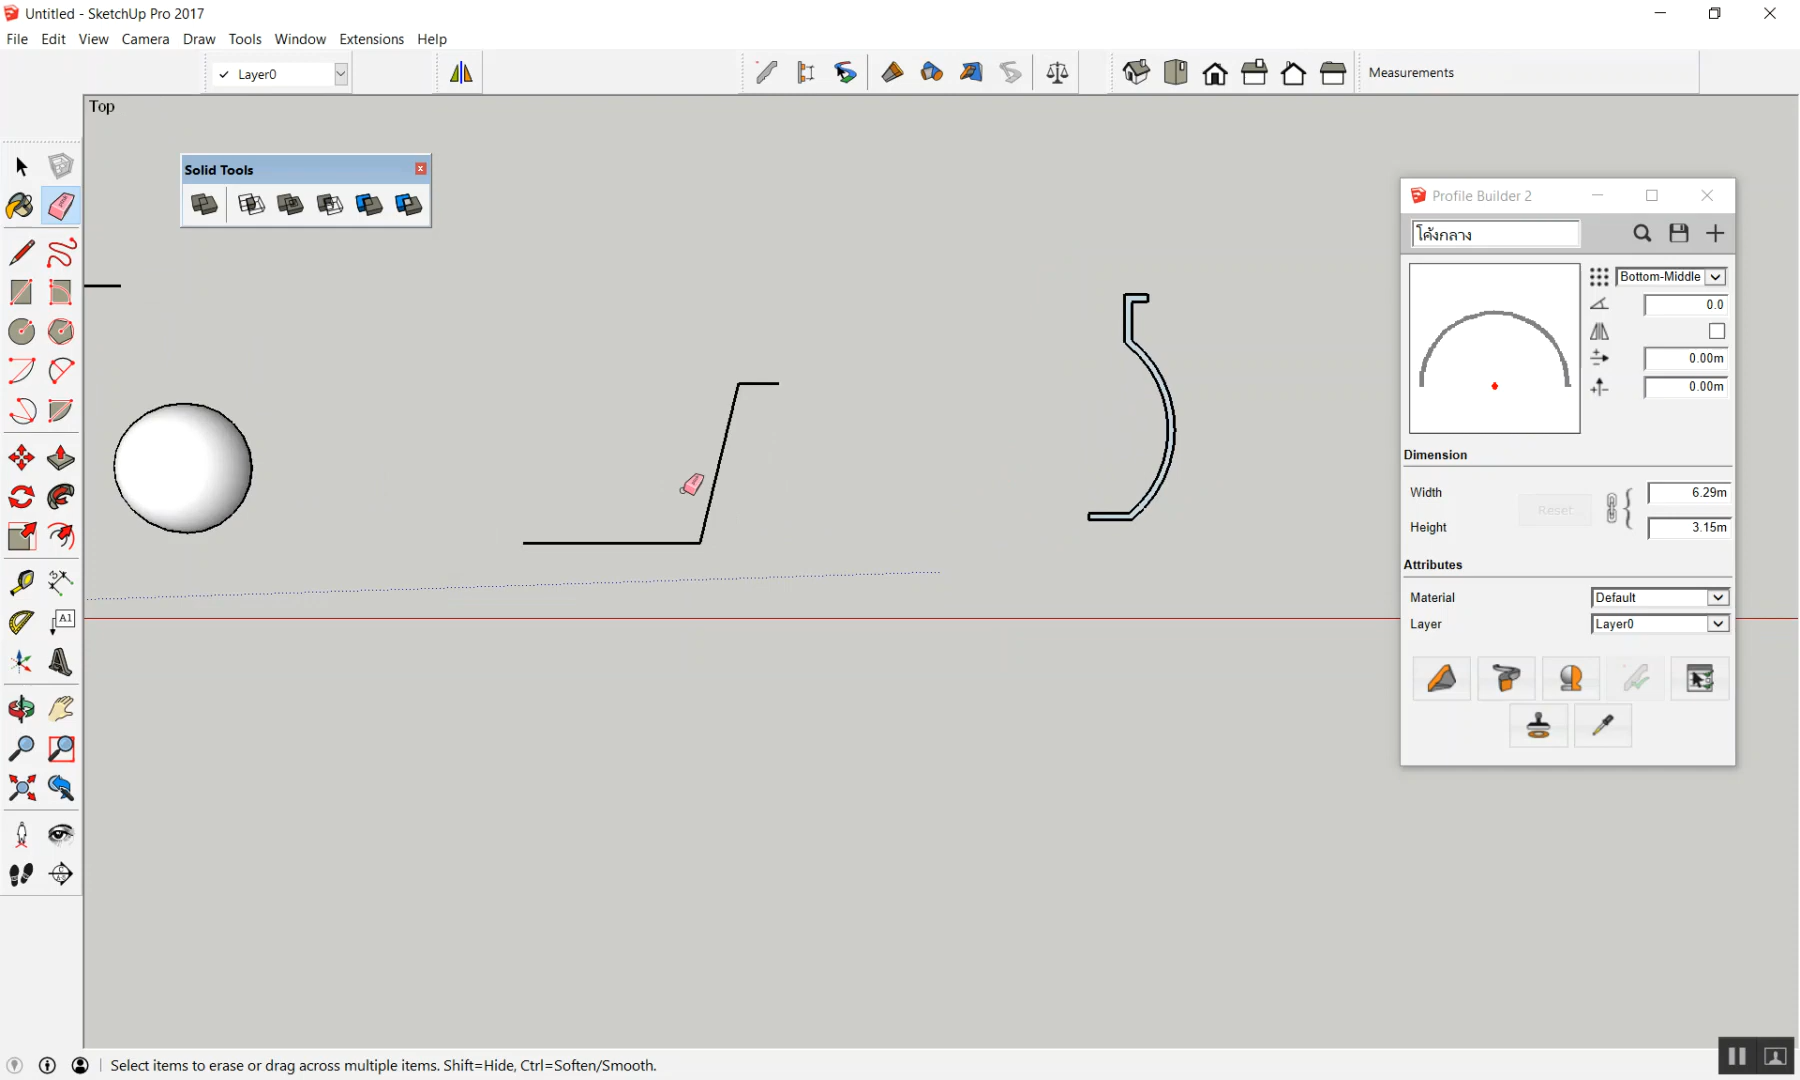 Untitled - SketchUp Pro 2017
File Edit View Camera Draw Tools Window Extensions Help
Layer0
Measurements
Top
Solid Tools
Profile Builder 2
โค้งกลาง
Bottom-Middle
0.0
0.00m
0.00m
Dimension
Width 6.29m
Reset
Height 3.15m
Attributes
Material Default
Layer Layer0
A1
Select items to erase or drag across multiple items. Shift=Hide, Ctrl=Soften/Smooth.